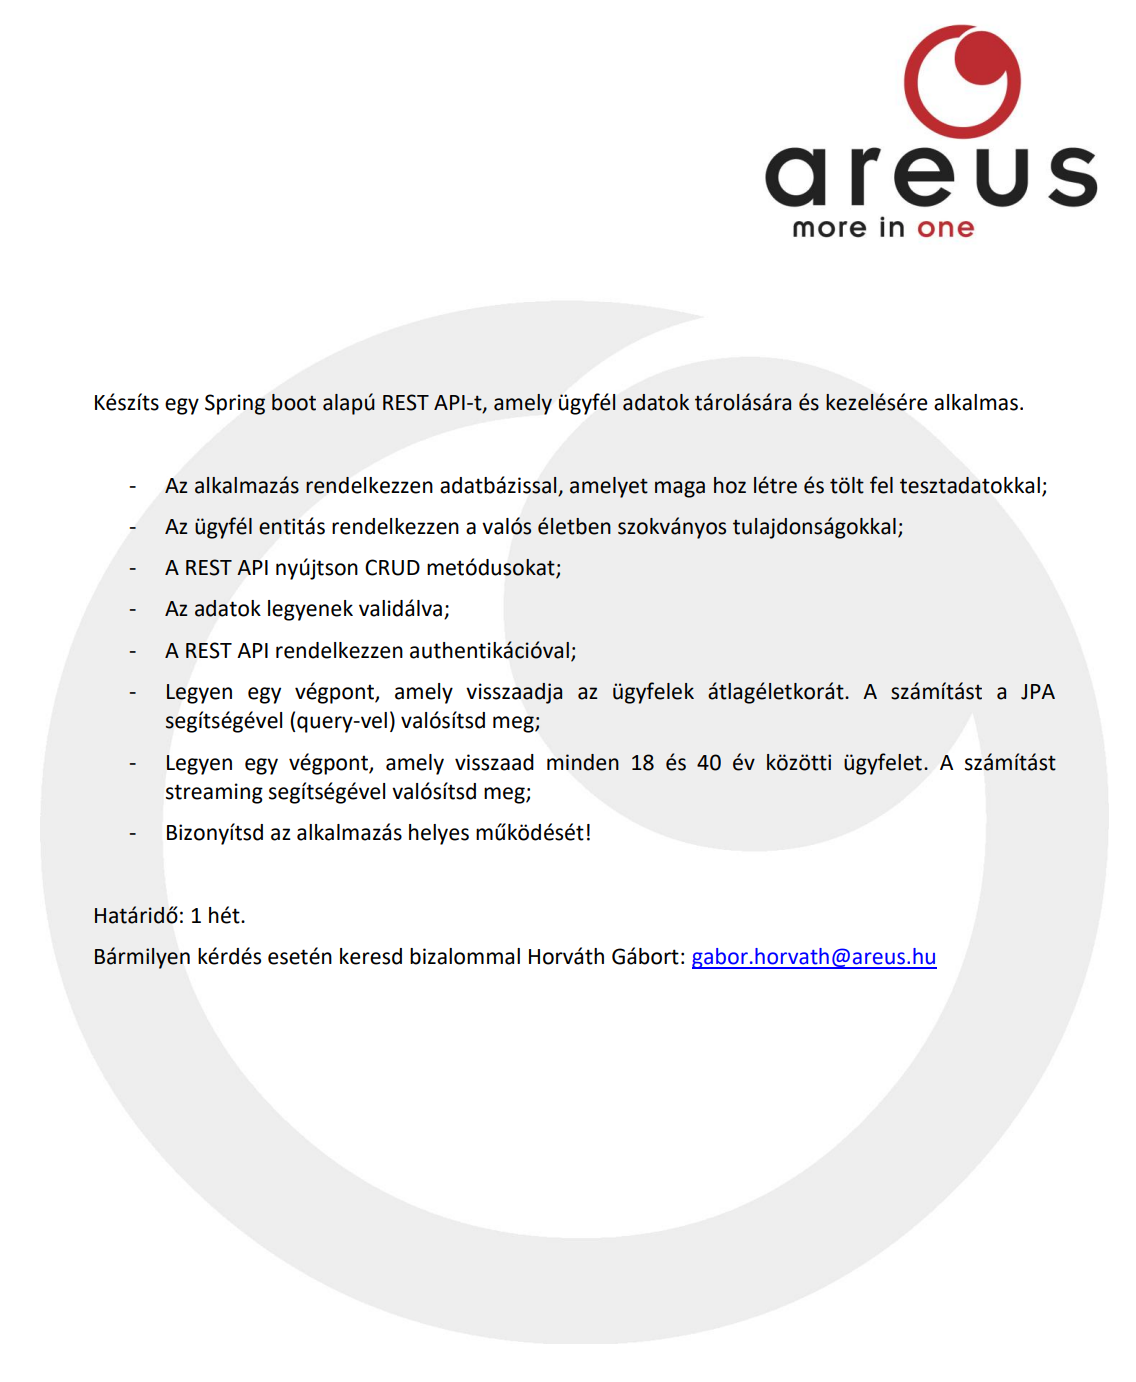 areus
more in one
Készíts egy Spring boot alapú REST API-t, amely ügyfél adatok tárolására és kezelésére alkalmas.
- Az alkalmazás rendelkezzen adatbázissal, amelyet maga hoz létre és tölt fel tesztadatokkal;
- Az ügyfél entitás rendelkezzen a valós életben szokványos tulajdonságokkal;
- A REST API nyújtson CRUD metódusokat;
- Az adatok legyenek validálva;
- A REST API rendelkezzen authentikációval;
- Legyen egy végpont, amely visszaadja az ügyfelek átlagéletkorát. A számítást a JPA
segítségével (query-vel) valósítsd meg;
- Legyen egy végpont, amely visszaad minden 18 és 40 év közötti ügyfelet. A számítást
streaming segítségével valósítsd meg;
- Bizonyítsd az alkalmazás helyes működését!
Határidő: 1 hét.
Bármilyen kérdés esetén keresd bizalommal Horváth Gábort: gabor.horvath@areus.hu